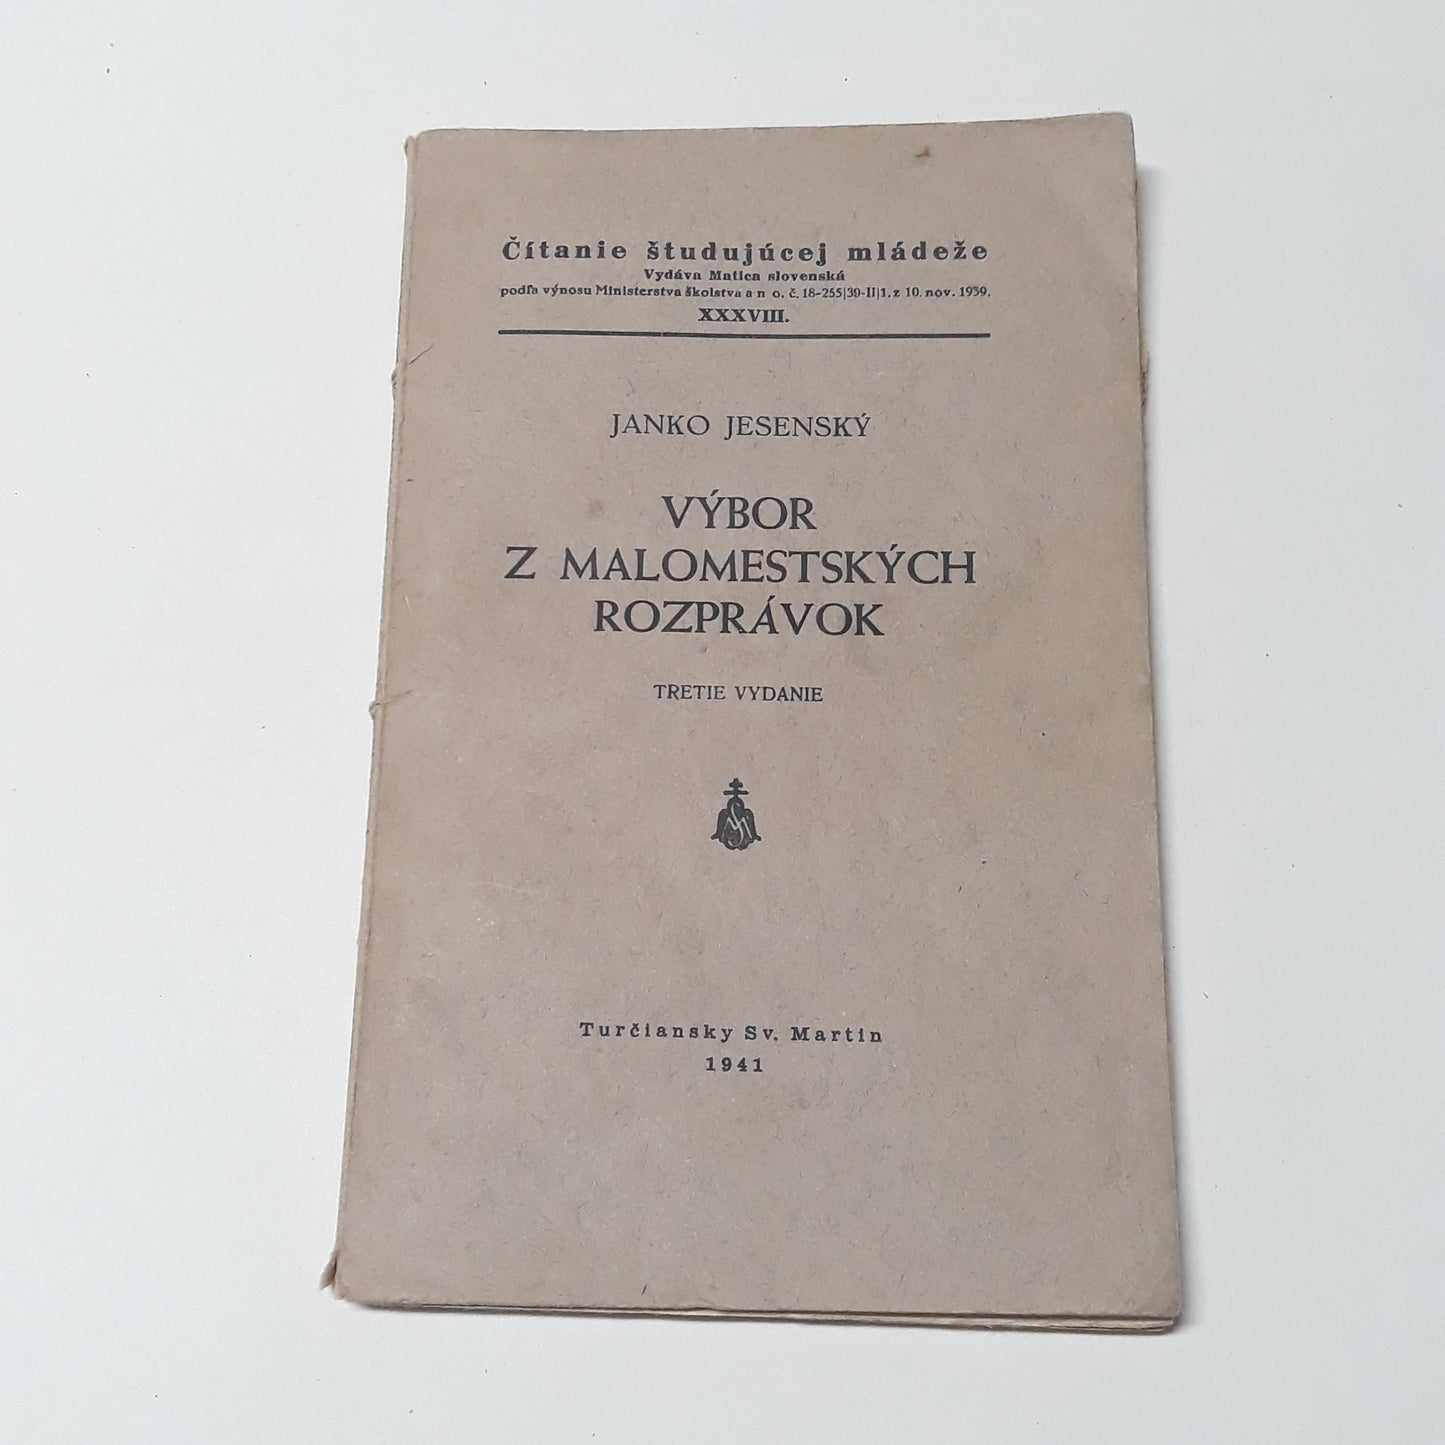 Čítanie študujúcej mládeže
Vydáva Matica slovenská
podľa výnosu Ministerstva školstva a n o. č. 18-255|39-II|1. z 10. nov. 1939.
XXXVIII.
JANKO JESENSKÝ
VÝBOR
Z MALOMESTSKÝCH
ROZPRÁVOK
TRETIE VYDANIE
Turčiansky Sv. Martin
1941